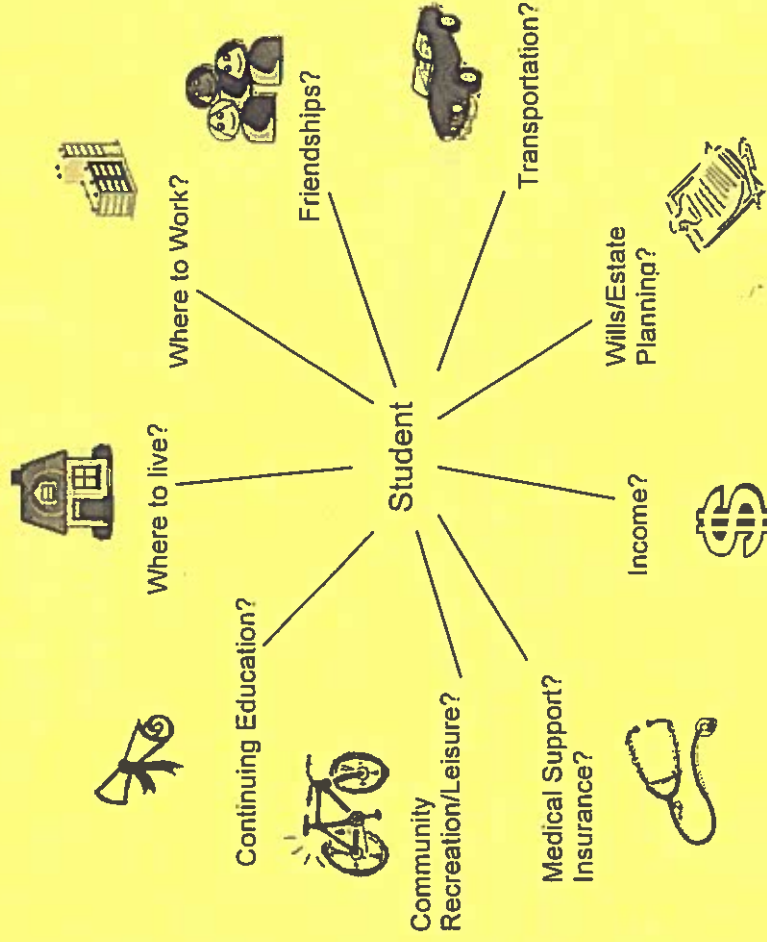 Where to live?
Where to Work?
Friendships?
Transportation?
Wills/Estate
Planning?
Income?
Medical Support?
Insurance?
Community
Recreation/Leisure?
Continuing Education?
Student
$